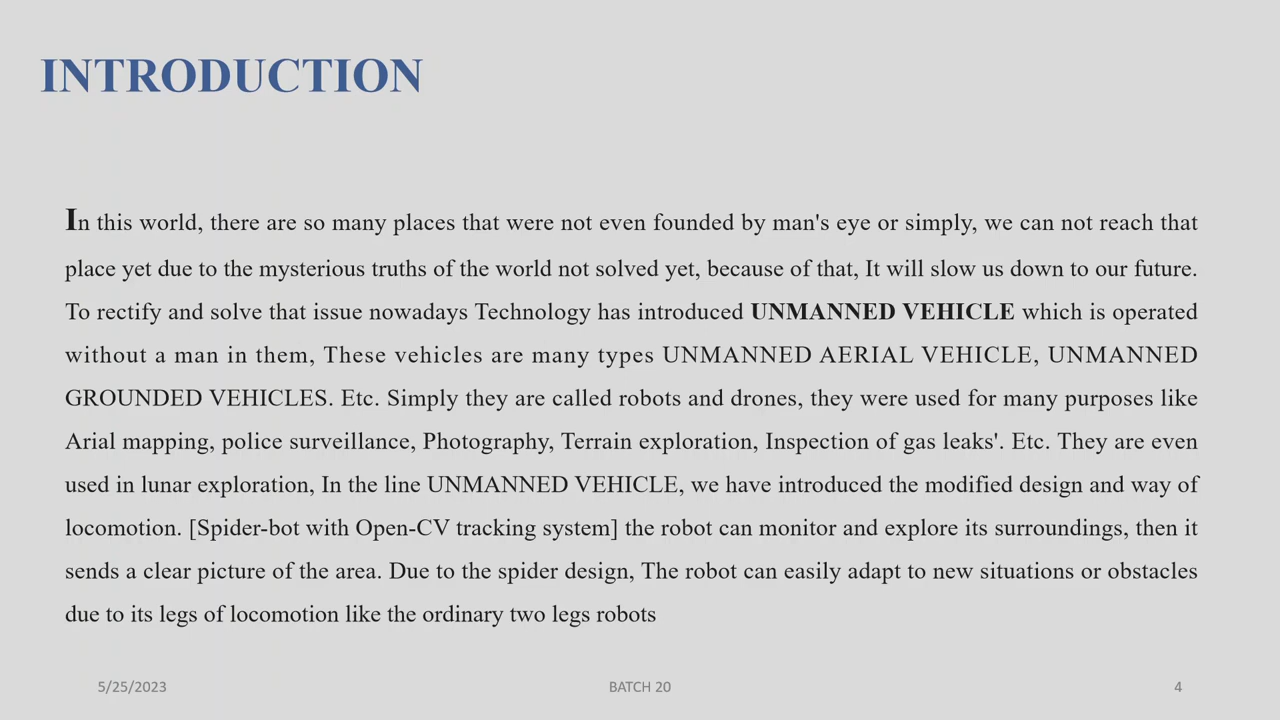 INTRODUCTION
In this world, there are so many places that were not even founded by man's eye or simply, we can not reach that
place yet due to the mysterious truths of the world not solved yet, because of that, It will slow us down to our future.
To rectify and solve that issue nowadays Technology has introduced UNMANNED VEHICLE which is operated
without a man in them, These vehicles are many types UNMANNED AERIAL VEHICLE, UNMANNED
GROUNDED VEHICLES. Etc. Simply they are called robots and drones, they were used for many purposes like
Arial mapping, police surveillance, Photography, Terrain exploration, Inspection of gas leaks'. Etc. They are even
used in lunar exploration, In the line UNMANNED VEHICLE, we have introduced the modified design and way of
locomotion. [Spider-bot with Open-CV tracking system] the robot can monitor and explore its surroundings, then it
sends a clear picture of the area. Due to the spider design, The robot can easily adapt to new situations or obstacles
due to its legs of locomotion like the ordinary two legs robots
5/25/2023
BATCH 20
4